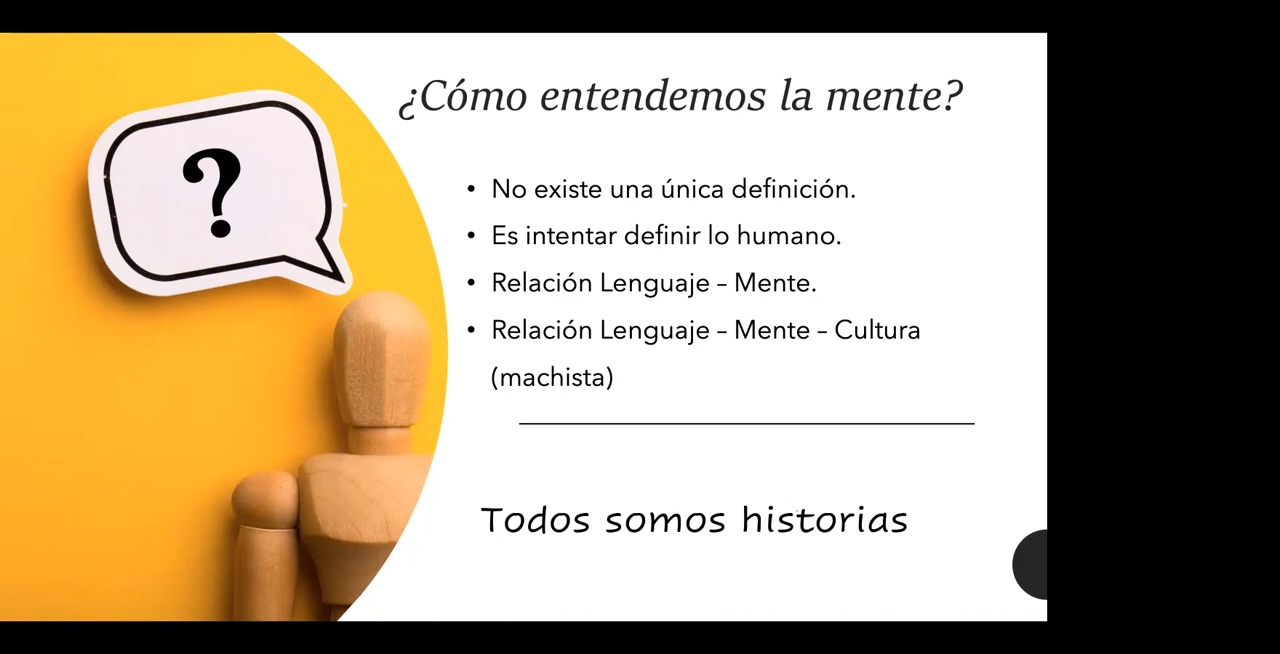 ?
¿Cómo entendemos la mente?
• No existe una única definición.
• Es intentar definir lo humano.
• Relación Lenguaje – Mente.
• Relación Lenguaje – Mente – Cultura
(machista)
Todos somos historias